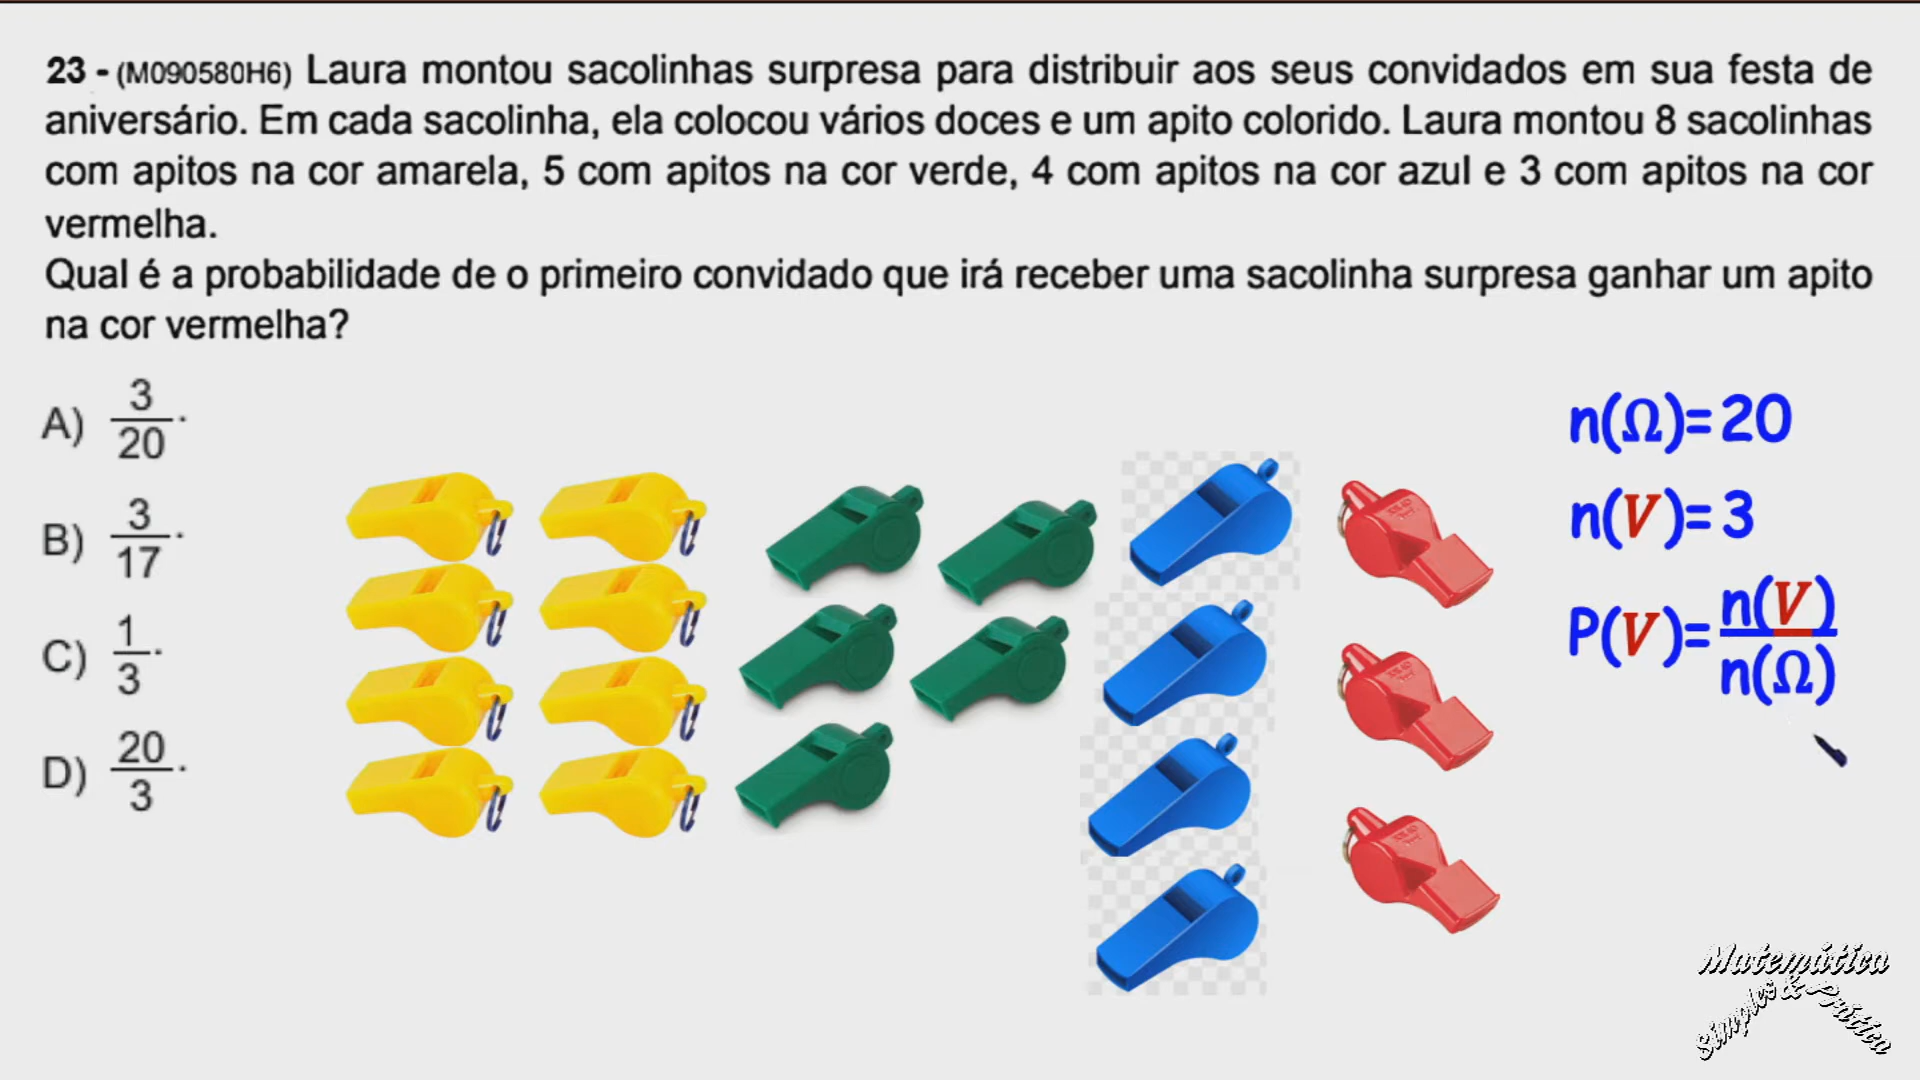 23 - (M090580H6) Laura montou sacolinhas surpresa para distribuir aos seus convidados em sua festa de
aniversário. Em cada sacolinha, ela colocou vários doces e um apito colorido. Laura montou 8 sacolinhas
com apitos na cor amarela, 5 com apitos na cor verde, 4 com apitos na cor azul e 3 com apitos na cor
vermelha.
Qual é a probabilidade de o primeiro convidado que irá receber uma sacolinha surpresa ganhar um apito
na cor vermelha?
A) 3/20.
B) 3/17.
C) 1/3.
D) 20/3.
n(Ω)=20
n(V)=3
P(V)=n(V)/n(Ω)
Matemática
Simples & Prática